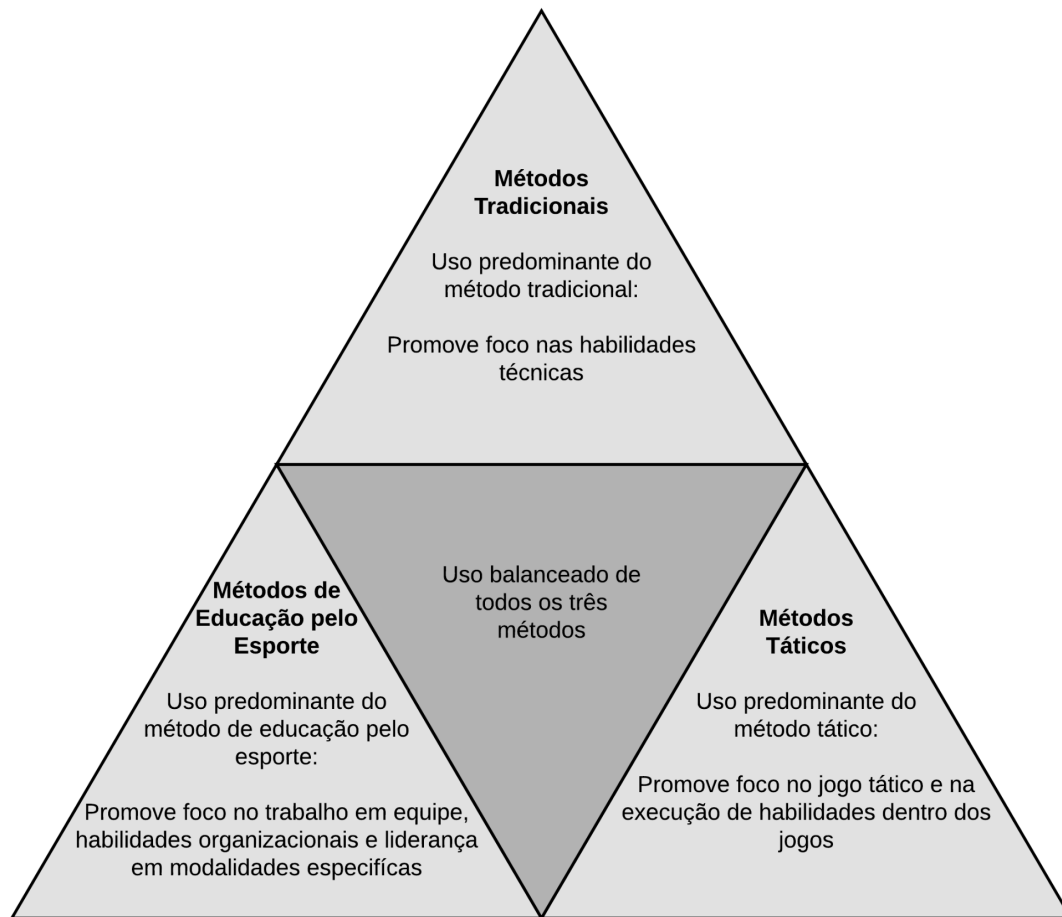 Métodos
Tradicionais
Uso predominante do
método tradicional:
Promove foco nas habilidades
técnicas
Métodos de
Educação pelo
Esporte
Uso predominante do
método de educação pelo
esporte:
Promove foco no trabalho em equipe,
habilidades organizacionais e liderança
em modalidades especifícas
Uso balanceado de
todos os três
métodos
Métodos
Táticos
Uso predominante do
método tático:
Promove foco no jogo tático e na
execução de habilidades dentro dos
jogos